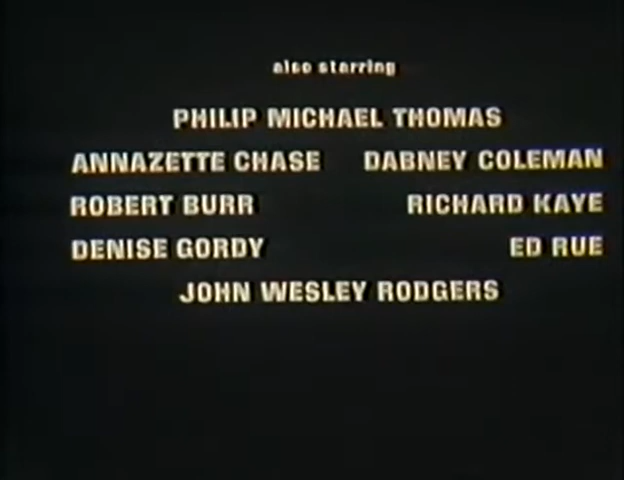 also starring
PHILIP MICHAEL THOMAS
ANNAZETTE CHASE DABNEY COLEMAN
ROBERT BURR RICHARD KAYE
DENISE GORDY ED RUE
JOHN WESLEY RODGERS